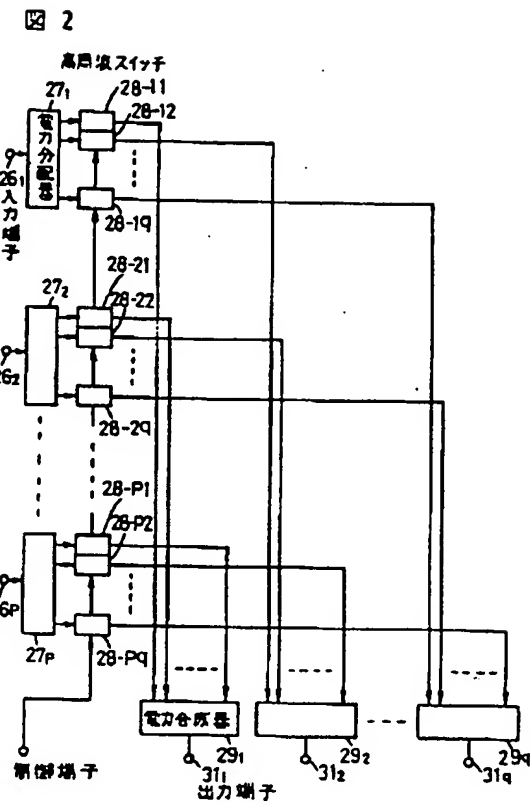 図 2
高周波スイッチ
27₁
28-11
28-12
電力分配器
26₁
入力端子
28-1q
28-21
28-22
27₂
26₂
28-2q
28-P1
28-P2
6P
27P
28-Pq
電力合成器
29₁
29₂
29q
制御端子
31₁
31₂
31q
出力端子